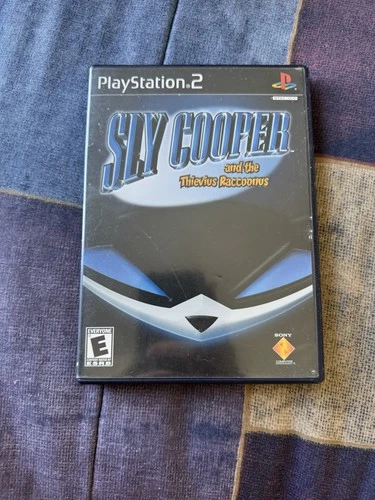 PlayStation®2
SLY COOPER
and the
Thievius Raccoonus
EVERYONE
E
ESRB
SONY